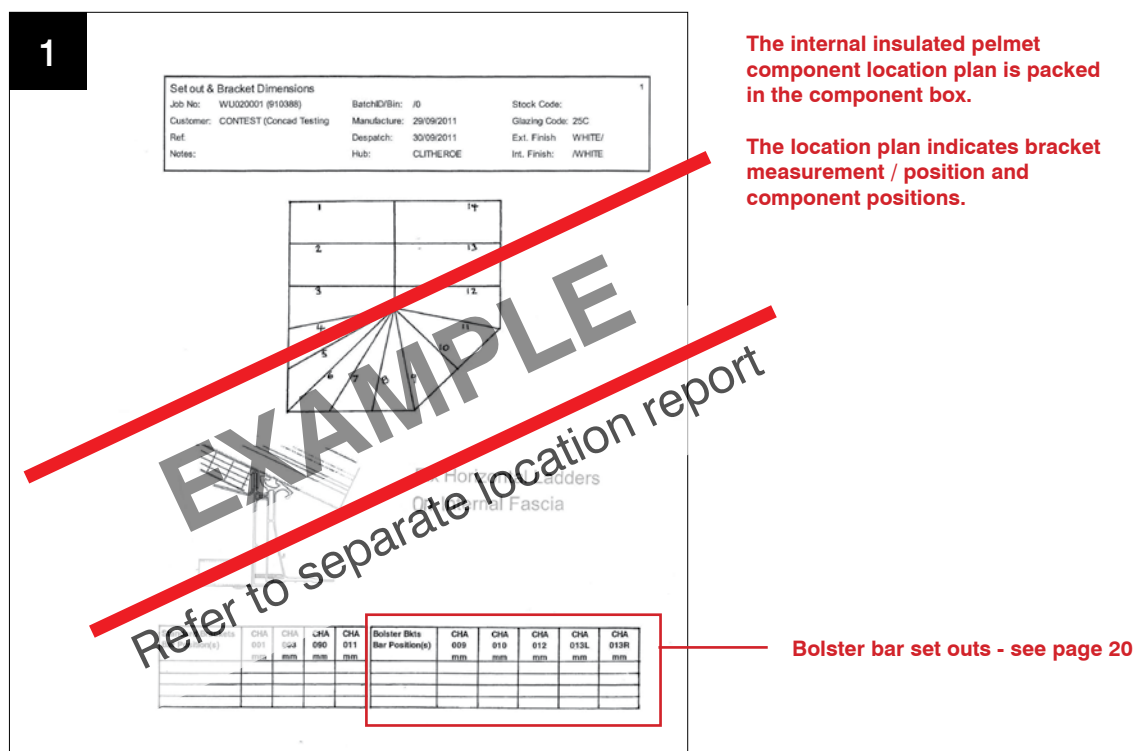 1
The internal insulated pelmet
component location plan is packed
in the component box.
The location plan indicates bracket
measurement / position and
component positions.
Set out & Bracket Dimensions 1
Job No: WU020001 (910388) BatchID/Bin: /0 Stock Code:
Customer: CONTEST (Concad Testing Manufacture: 29/09/2011 Glazing Code: 25C
Ref: Despatch: 30/09/2011 Ext. Finish WHITE/
Notes: Hub: CLITHEROE Int. Finish: /WHITE
1 14
2 13
3 12
4 11
5 10
6 7 8 9
EXAMPLE
Horizontal Ladders
Internal Fascia
Refer to separate location report
CHA CHA CHA CHA Bolster Bkts CHA CHA CHA CHA CHA
001 090 011 Bar Position(s) 009 010 012 013L 013R
mm mm mm mm mm mm mm mm mm
Bolster bar set outs - see page 20